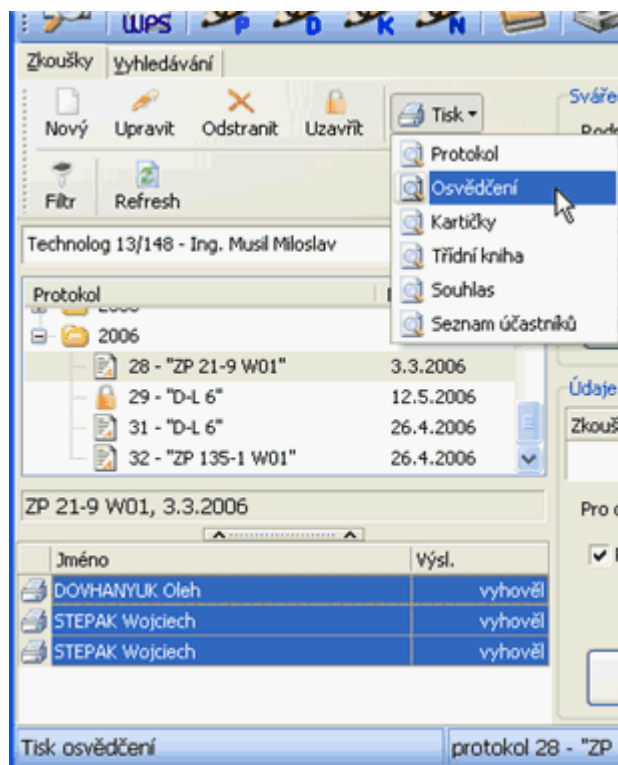 WPS P D K N
Zkoušky Vyhledávání
Nový Upravit Odstranit Uzavřít Tisk
Filtr Refresh
Protokol
Osvědčení
Kartičky
Třídní kniha
Souhlas
Seznam účastníků
Technolog 13/148 - Ing. Musil Miloslav
Protokol
2006
28 - "ZP 21-9 W01" 3.3.2006
29 - "D-L 6" 12.5.2006
31 - "D-L 6" 26.4.2006
32 - "ZP 135-1 W01" 26.4.2006
ZP 21-9 W01, 3.3.2006
Jméno Výsl.
DOVHANYUK Oleh vyhověl
STEPAK Wojciech vyhověl
STEPAK Wojciech vyhověl
Údaje
Pro
Tisk osvědčení protokol 28 - "ZP